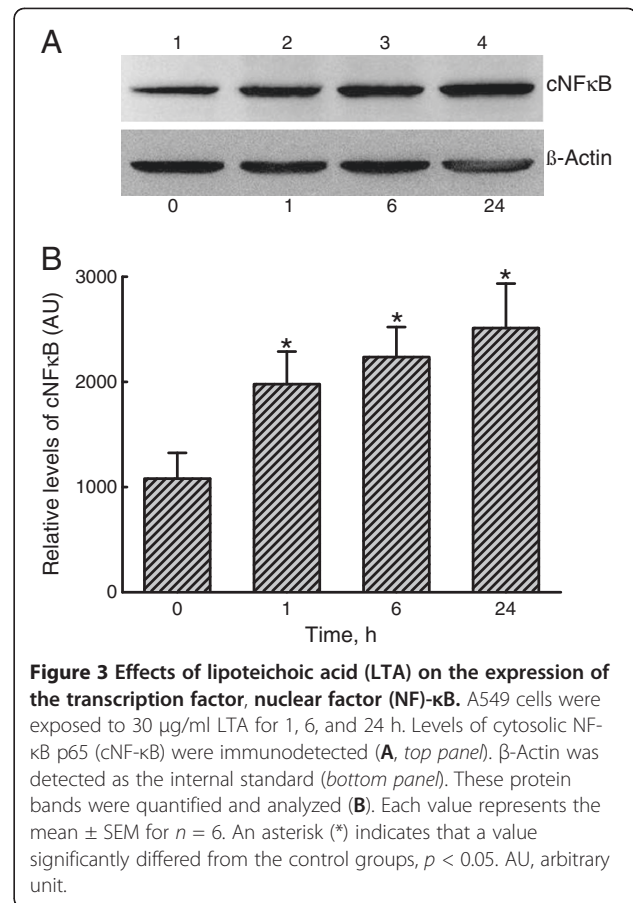 A
1 2 3 4
cNFκB
ß-Actin
0 1 6 24
B
Relative levels of cNFκB (AU)
3000
2000
1000
0
* * *
0 1 6 24
Time, h
Figure 3 Effects of lipoteichoic acid (LTA) on the expression of
the transcription factor, nuclear factor (NF)-κB. A549 cells were
exposed to 30 μg/ml LTA for 1, 6, and 24 h. Levels of cytosolic NF-
κB p65 (cNF-κB) were immunodetected (A, top panel). β-Actin was
detected as the internal standard (bottom panel). These protein
bands were quantified and analyzed (B). Each value represents the
mean ± SEM for n = 6. An asterisk (*) indicates that a value
significantly differed from the control groups, p < 0.05. AU, arbitrary
unit.